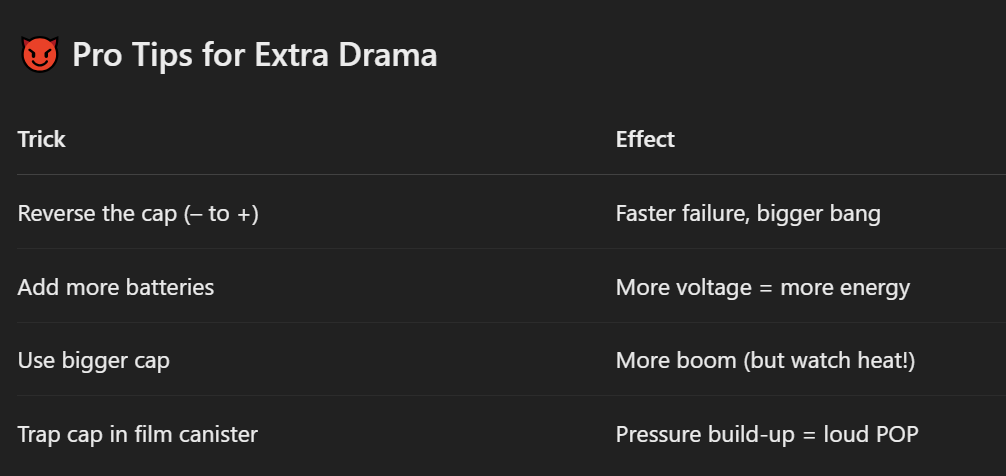 😈 Pro Tips for Extra Drama
Trick Effect
Reverse the cap (– to +) Faster failure, bigger bang
Add more batteries More voltage = more energy
Use bigger cap More boom (but watch heat!)
Trap cap in film canister Pressure build-up = loud POP